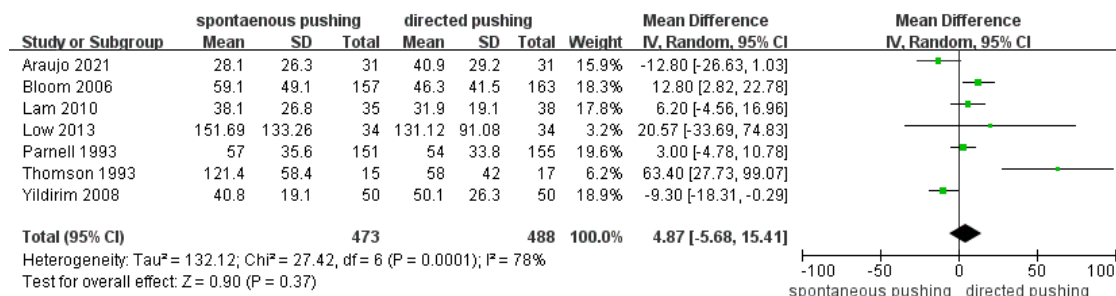 spontaenous pushing directed pushing Mean Difference Mean Difference
Study or Subgroup Mean SD Total Mean SD Total Weight IV, Random, 95% CI IV, Random, 95% CI
Araujo 2021 28.1 26.3 31 40.9 29.2 31 15.9% -12.80 [-26.63, 1.03]
Bloom 2006 59.1 49.1 157 46.3 41.5 163 18.3% 12.80 [2.82, 22.78]
Lam 2010 38.1 26.8 35 31.9 19.1 38 17.8% 6.20 [-4.56, 16.96]
Low 2013 151.69 133.26 34 131.12 91.08 34 3.2% 20.57 [-33.69, 74.83]
Parnell 1993 57 35.6 151 54 33.8 155 19.6% 3.00 [-4.78, 10.78]
Thomson 1993 121.4 58.4 15 58 42 17 6.2% 63.40 [27.73, 99.07]
Yildirim 2008 40.8 19.1 50 50.1 26.3 50 18.9% -9.30 [-18.31, -0.29]
Total (95% CI) 473 488 100.0% 4.87 [-5.68, 15.41]
Heterogeneity: Tau² = 132.12; Chi² = 27.42, df = 6 (P = 0.0001); I² = 78%
Test for overall effect: Z = 0.90 (P = 0.37)
-100 -50 0 50 100
spontaneous pushing directed pushing